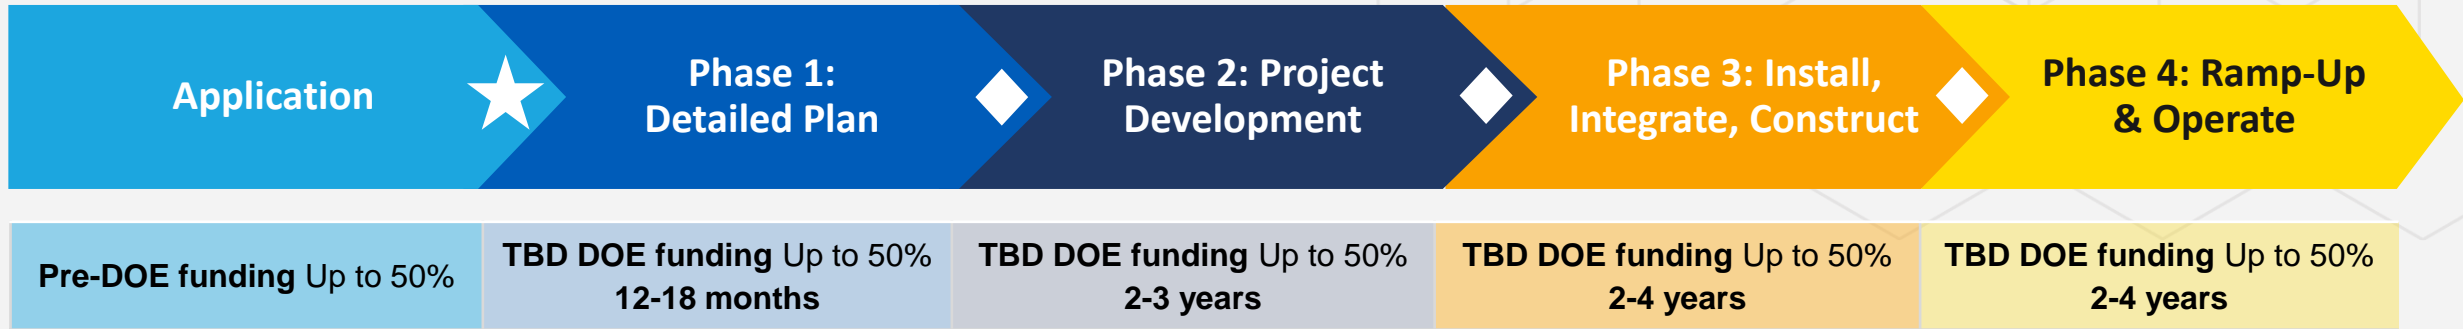 Application
Phase 1:
Detailed Plan
Phase 2: Project
Development
Phase 3: Install,
Integrate, Construct
Phase 4: Ramp-Up
& Operate
Pre-DOE funding Up to 50%
TBD DOE funding Up to 50%
12-18 months
TBD DOE funding Up to 50%
2-3 years
TBD DOE funding Up to 50%
2-4 years
TBD DOE funding Up to 50%
2-4 years